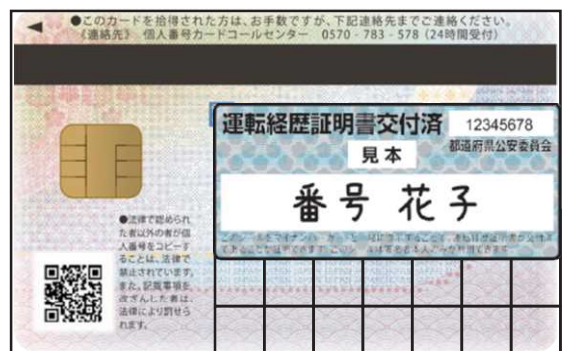 ●このカードを拾得された方は、お手数ですが、下記連絡先までご連絡ください。
《連絡先》 個人番号カードコールセンター 0570-783-578（24時間受付）
運転経歴証明書交付済
12345678
見本
都道府県公安委員会
番号 花子
●法律で認められ
た者以外の者が個
人番号をコピーす
ることは、法律で
禁止されています。
また、記載事項を
改ざんした者は、
法律により罰せら
れます。